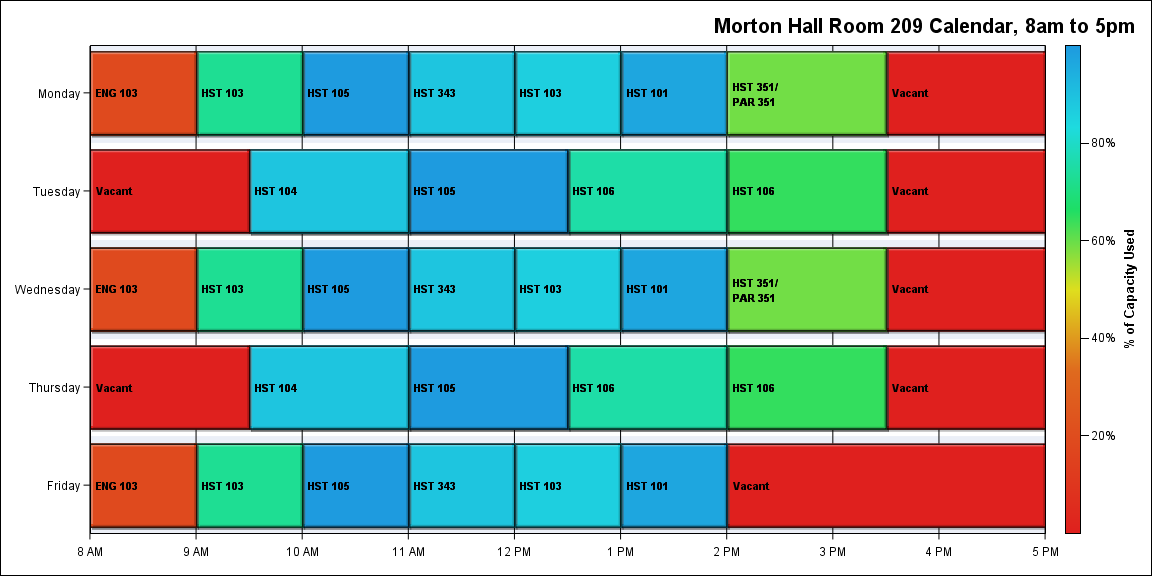 Morton Hall Room 209 Calendar, 8am to 5pm
Monday
ENG 103
HST 103
HST 105
HST 343
HST 103
HST 101
HST 351/
PAR 351
Vacant
Tuesday
Vacant
HST 104
HST 105
HST 106
HST 106
Vacant
Wednesday
ENG 103
HST 103
HST 105
HST 343
HST 103
HST 101
HST 351/
PAR 351
Vacant
Thursday
Vacant
HST 104
HST 105
HST 106
HST 106
Vacant
Friday
ENG 103
HST 103
HST 105
HST 343
HST 103
HST 101
Vacant
8 AM
9 AM
10 AM
11 AM
12 PM
1 PM
2 PM
3 PM
4 PM
5 PM
80%
60%
40%
20%
% of Capacity Used